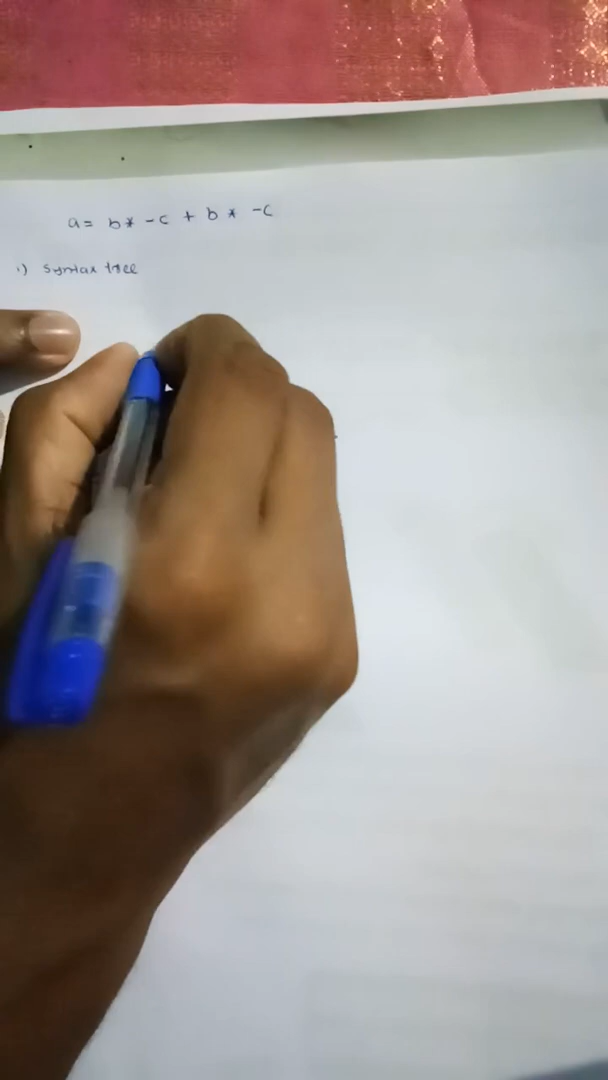 a = b * - c + b * - c
1) Syntax tree